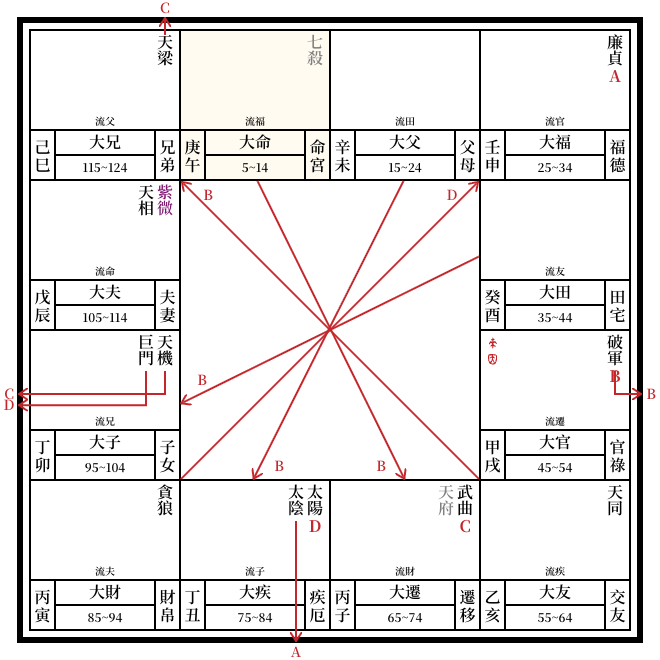 C
天梁
流父
己巳
大兄
115~124
兄弟
七殺
流福
庚午
大命
5~14
命宮
流田
辛未
大父
15~24
父母
廉貞
A
流官
壬申
大福
25~34
福德
紫微
天相
流命
戊辰
大夫
105~114
夫妻
B
D
流友
癸酉
大田
35~44
田宅
天機
巨門
C
D
流兄
丁卯
大子
95~104
子女
B
B
B
破軍
B
D
流遷
甲戌
大官
45~54
官祿
貪狼
流夫
丙寅
大財
85~94
財帛
太陽
太陰
D
流子
丁丑
大疾
75~84
疾厄
武曲
天府
C
流財
丙子
大遷
65~74
遷移
天同
流疾
乙亥
大友
55~64
交友
A